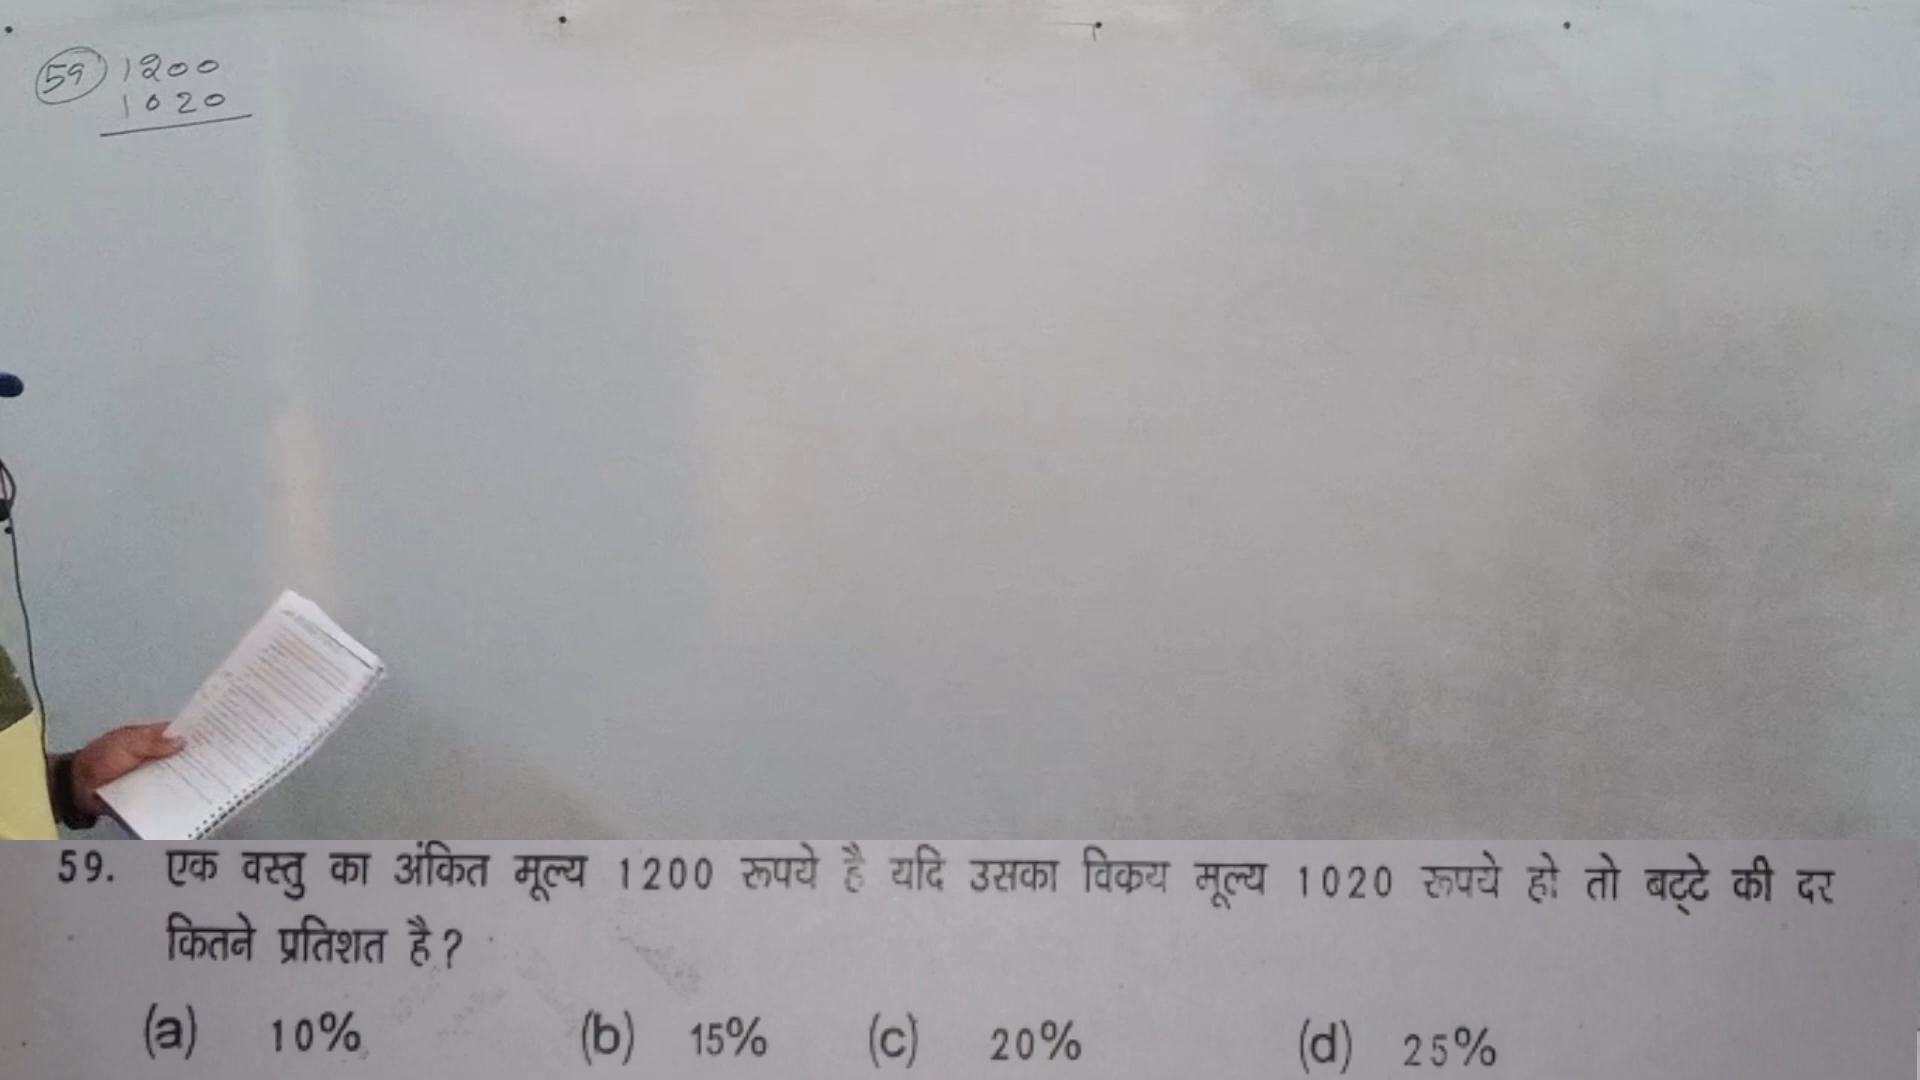 59 1200
1020
59. एक वस्तु का अंकित मूल्य 1200 रूपये है यदि उसका विक्रय मूल्य 1020 रूपये हो तो बट्टे की दर
कितने प्रतिशत है?
(a) 10% (b) 15% (c) 20% (d) 25%